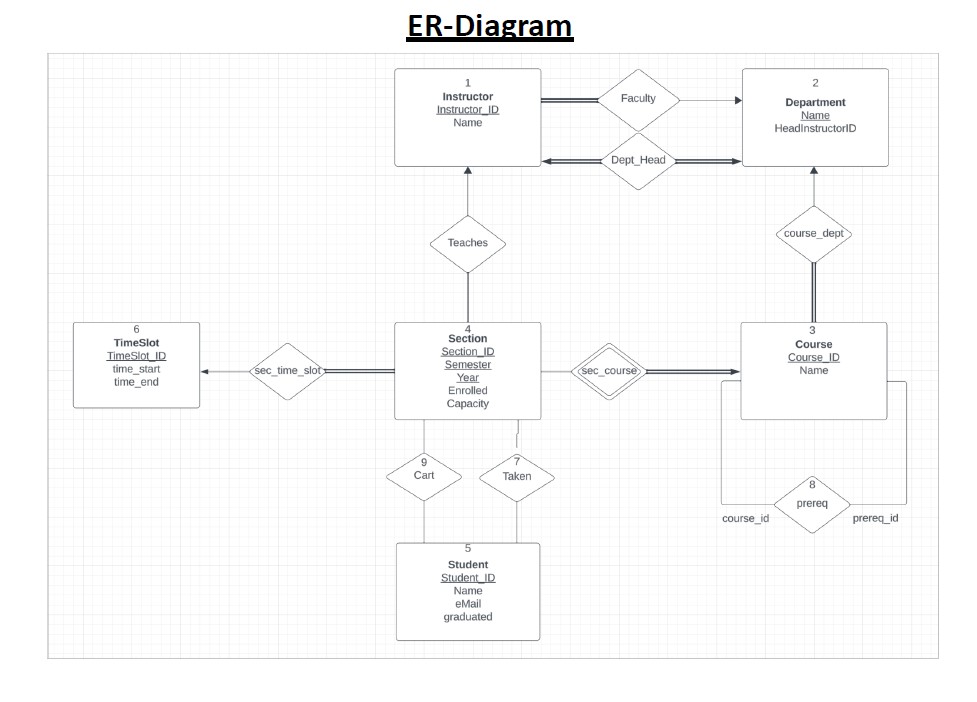 ER-Diagram
1
Instructor
Instructor_ID
Name
Faculty
2
Department
Name
HeadInstructorID
Dept_Head
Teaches
course_dept
6
TimeSlot
TimeSlot_ID
time_start
time_end
sec_time_slot
4
Section
Section_ID
Semester
Year
Enrolled
Capacity
sec_course
3
Course
Course_ID
Name
9
Cart
7
Taken
8
prereq
course_id
prereq_id
5
Student
Student_ID
Name
eMail
graduated